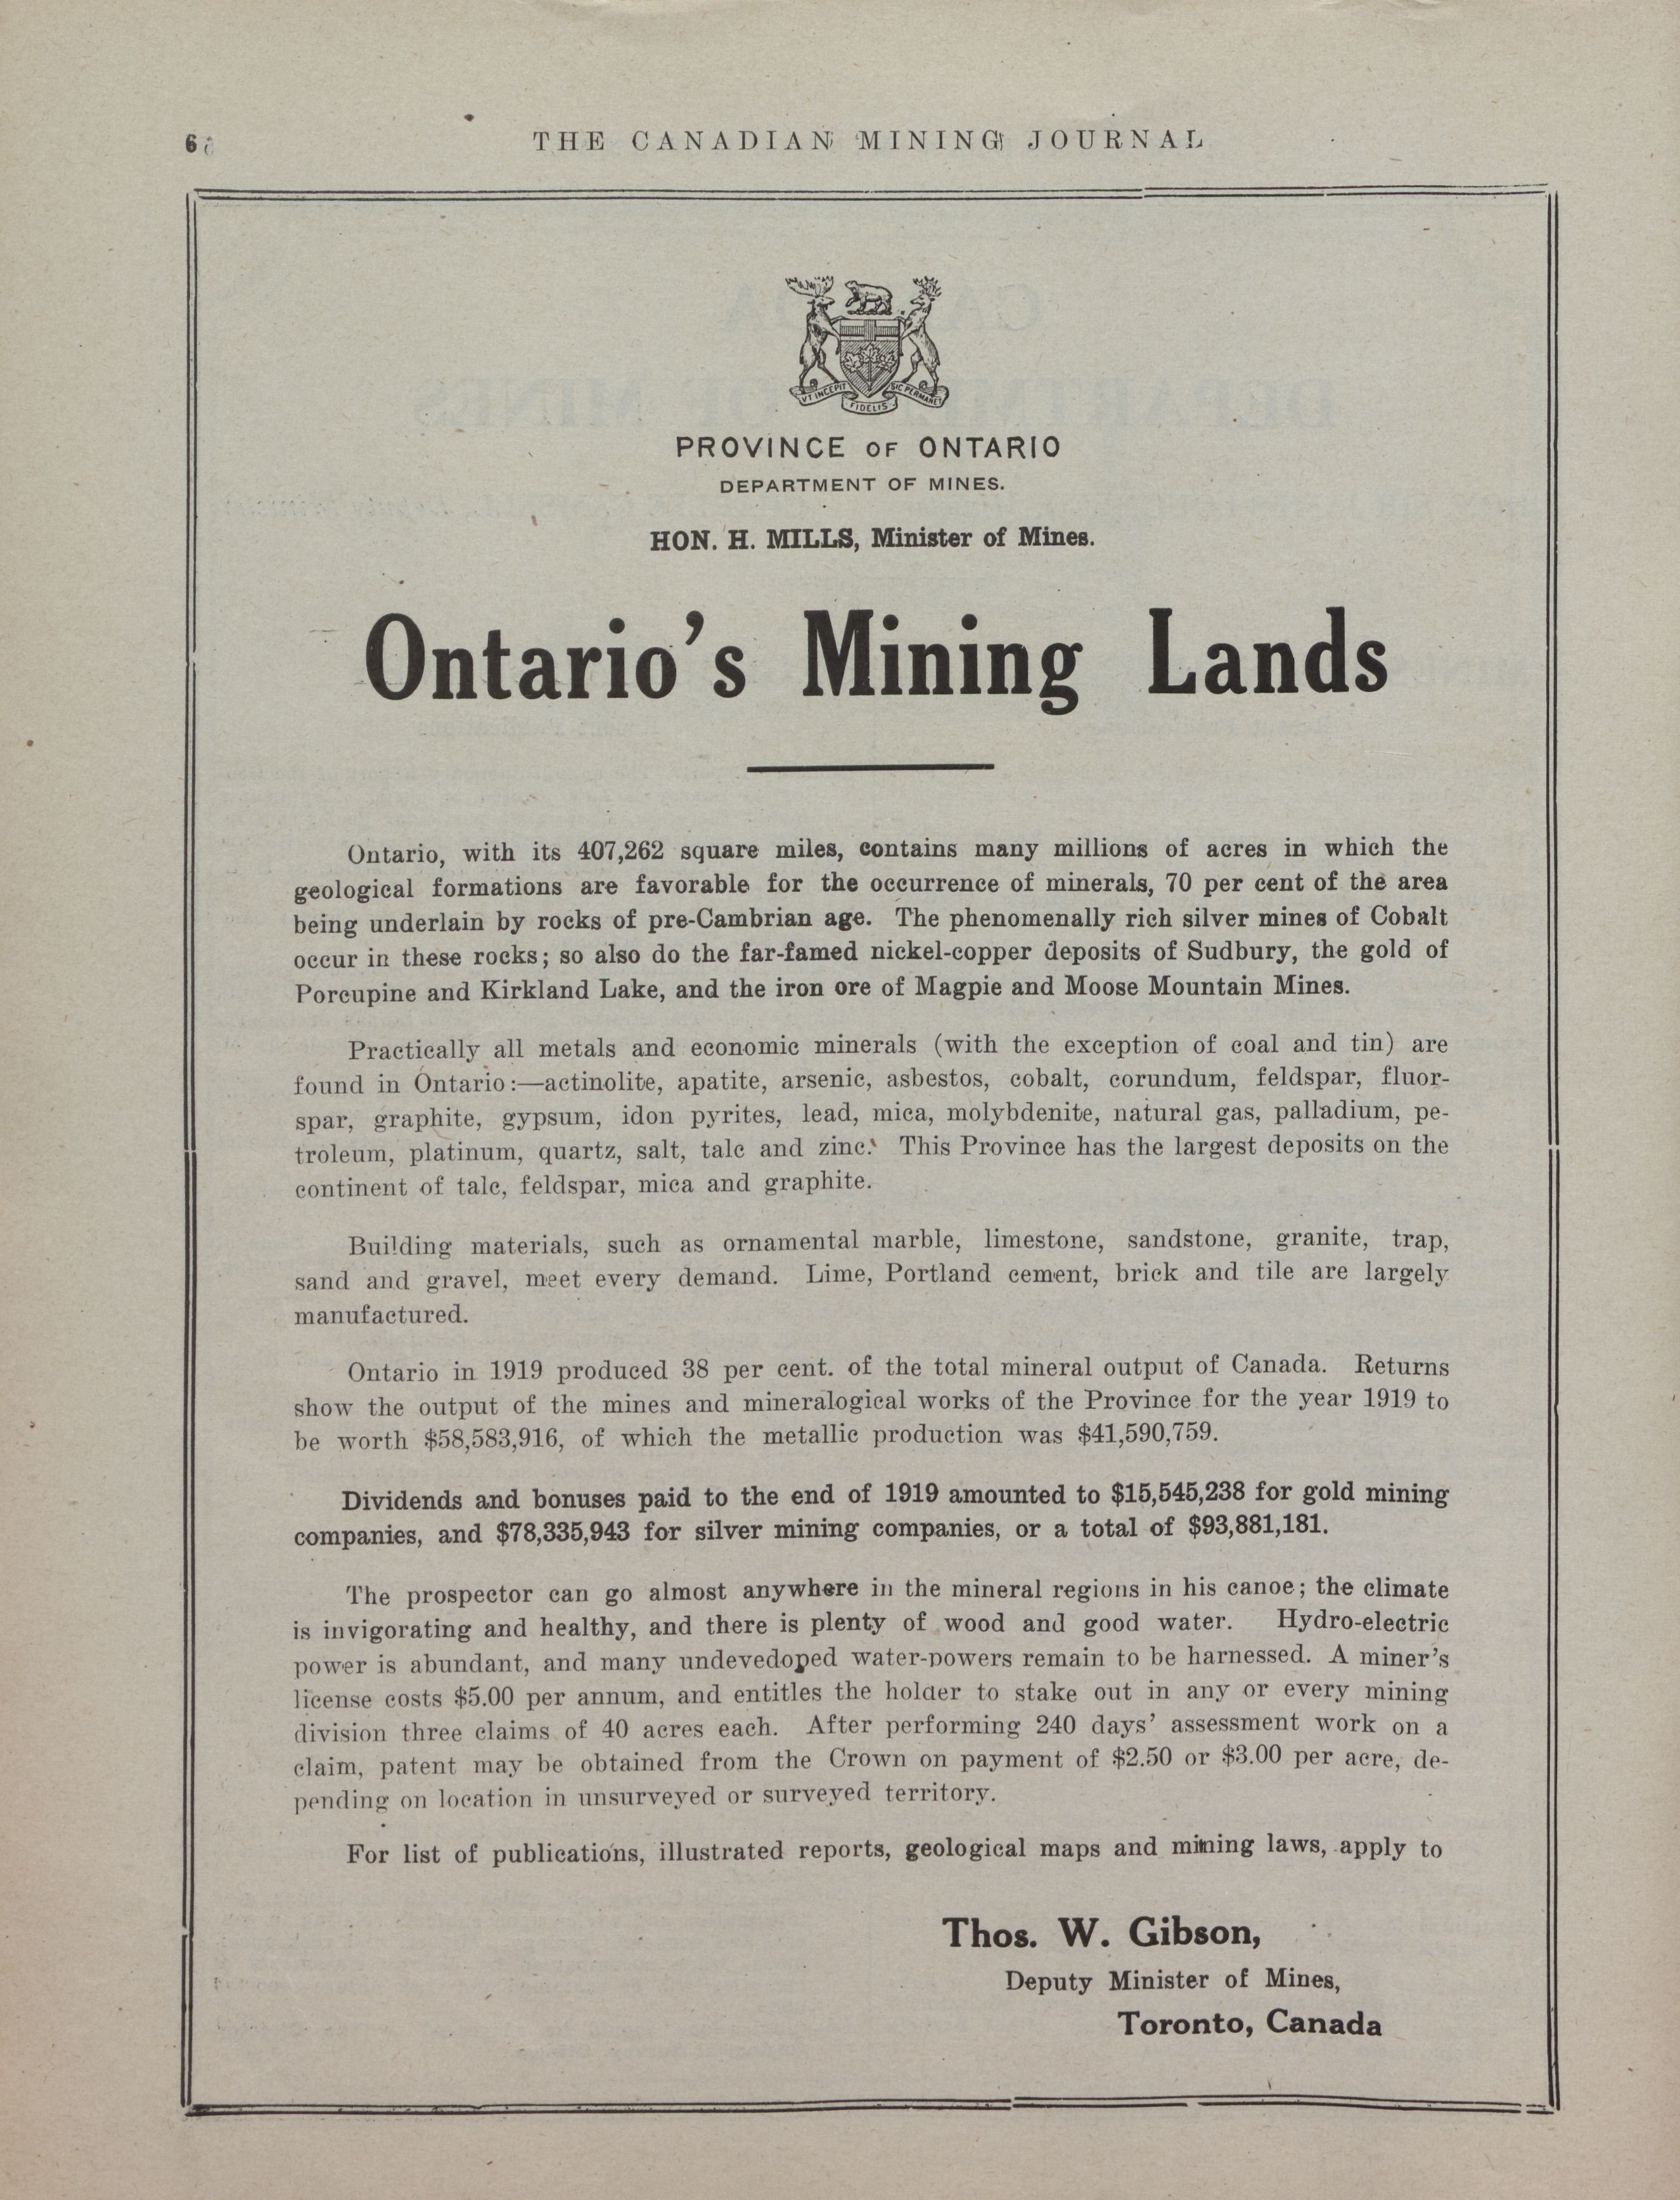 6
THE CANADIAN MINING JOURNAL
VT INCEPIT
FIDELIS
SIC PERMANET
PROVINCE OF ONTARIO
DEPARTMENT OF MINES.
HON. H. MILLS, Minister of Mines.
Ontario's Mining Lands
Ontario, with its 407,262 square miles, contains many millions of acres in which the
geological formations are favorable for the occurrence of minerals, 70 per cent of the area
being underlain by rocks of pre-Cambrian age. The phenomenally rich silver mines of Cobalt
occur in these rocks; so also do the far-famed nickel-copper deposits of Sudbury, the gold of
Porcupine and Kirkland Lake, and the iron ore of Magpie and Moose Mountain Mines.
Practically all metals and economic minerals (with the exception of coal and tin) are
found in Ontario:—actinolite, apatite, arsenic, asbestos, cobalt, corundum, feldspar, fluor-
spar, graphite, gypsum, idon pyrites, lead, mica, molybdenite, natural gas, palladium, pe-
troleum, platinum, quartz, salt, talc and zinc. This Province has the largest deposits on the
continent of talc, feldspar, mica and graphite.
Building materials, such as ornamental marble, limestone, sandstone, granite, trap,
sand and gravel, meet every demand. Lime, Portland cement, brick and tile are largely
manufactured.
Ontario in 1919 produced 38 per cent. of the total mineral output of Canada. Returns
show the output of the mines and mineralogical works of the Province for the year 1919 to
be worth $58,583,916, of which the metallic production was $41,590,759.
Dividends and bonuses paid to the end of 1919 amounted to $15,545,238 for gold mining
companies, and $78,335,943 for silver mining companies, or a total of $93,881,181.
The prospector can go almost anywhere in the mineral regions in his canoe; the climate
is invigorating and healthy, and there is plenty of wood and good water. Hydro-electric
power is abundant, and many undevedoped water-powers remain to be harnessed. A miner's
license costs $5.00 per annum, and entitles the holder to stake out in any or every mining
division three claims of 40 acres each. After performing 240 days' assessment work on a
claim, patent may be obtained from the Crown on payment of $2.50 or $3.00 per acre, de-
pending on location in unsurveyed or surveyed territory.
For list of publications, illustrated reports, geological maps and mining laws, apply to
Thos. W. Gibson,
Deputy Minister of Mines,
Toronto, Canada